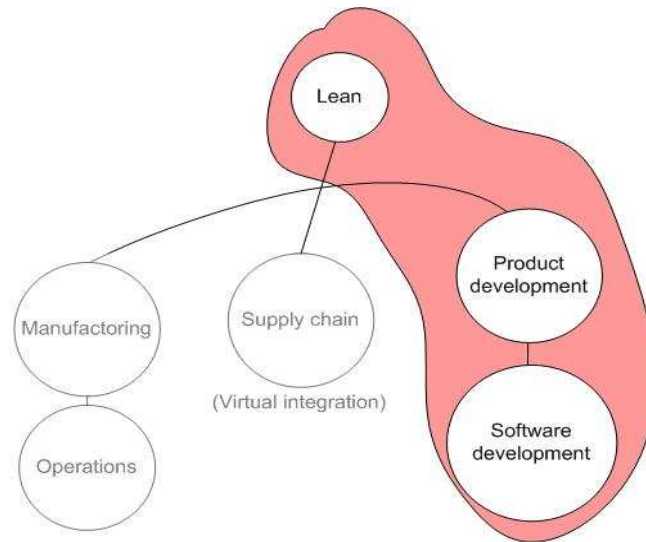 Lean
Product
development
Manufactoring
Supply chain
(Virtual integration)
Software
development
Operations